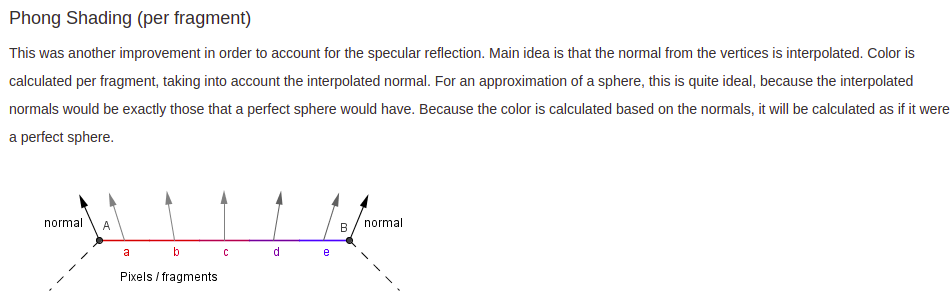 Phong Shading (per fragment)
This was another improvement in order to account for the specular reflection. Main idea is that the normal from the vertices is interpolated. Color is
calculated per fragment, taking into account the interpolated normal. For an approximation of a sphere, this is quite ideal, because the interpolated
normals would be exactly those that a perfect sphere would have. Because the color is calculated based on the normals, it will be calculated as if it were
a perfect sphere.
normal A B normal
a b c d e
Pixels / fragments